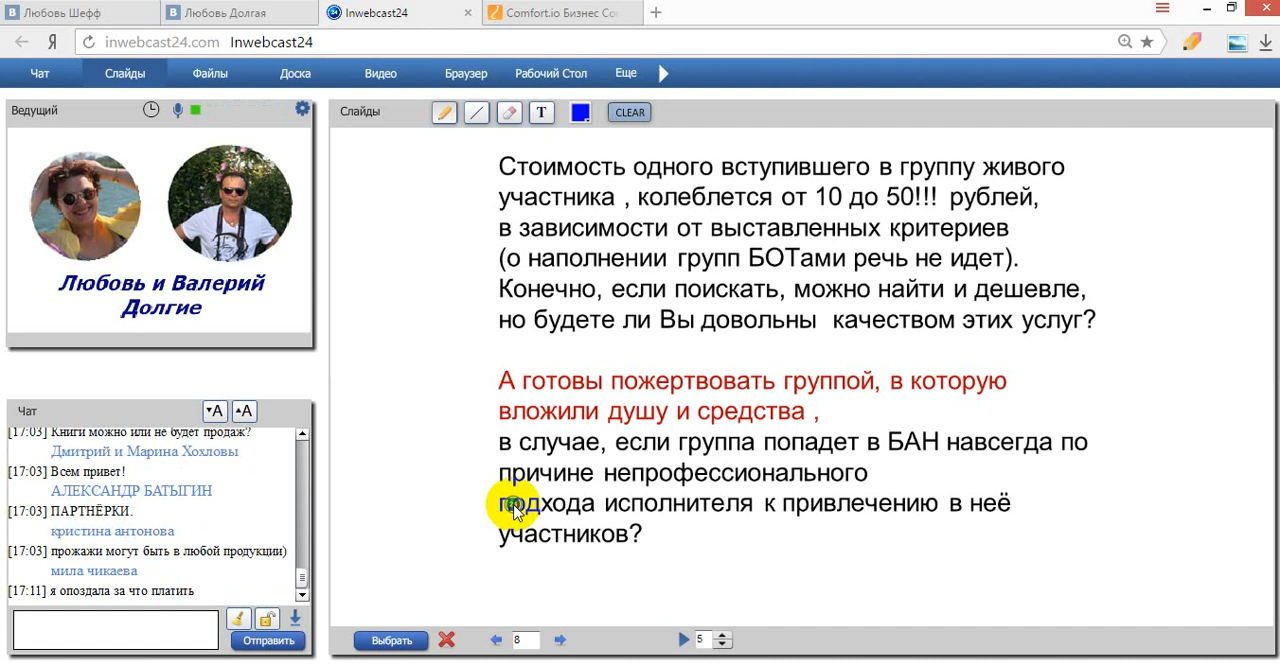 Любовь Шефф
Любовь Долгая
Inwebcast24
Comfort.io Бизнес Со
inwebcast24.com Inwebcast24
Чат
Слайды
Файлы
Доска
Видео
Браузер
Рабочий Стол
Еще
Ведущий
Любовь и Валерий
Долгие
Чат
▾A
▴A
[17:03] Книги можно или не будет продаж?
Дмитрий и Марина Хохловы
[17:03] Всем привет!
АЛЕКСАНДР БАТЫГИН
[17:03] ПАРТНЁРКИ.
кристина антонова
[17:03] прожажи могут быть в любой продукции)
мила чикаева
[17:11] я опоздала за что платить
Отправить
Слайды
T
CLEAR
Стоимость одного вступившего в группу живого
участника , колеблется от 10 до 50!!! рублей,
в зависимости от выставленных критериев
(о наполнении групп БОТами речь не идет).
Конечно, если поискать, можно найти и дешевле,
но будете ли Вы довольны качеством этих услуг?
А готовы пожертвовать группой, в которую
вложили душу и средства ,
в случае, если группа попадет в БАН навсегда по
причине непрофессионального
подхода исполнителя к привлечению в неё
участников?
Выбрать
8
5